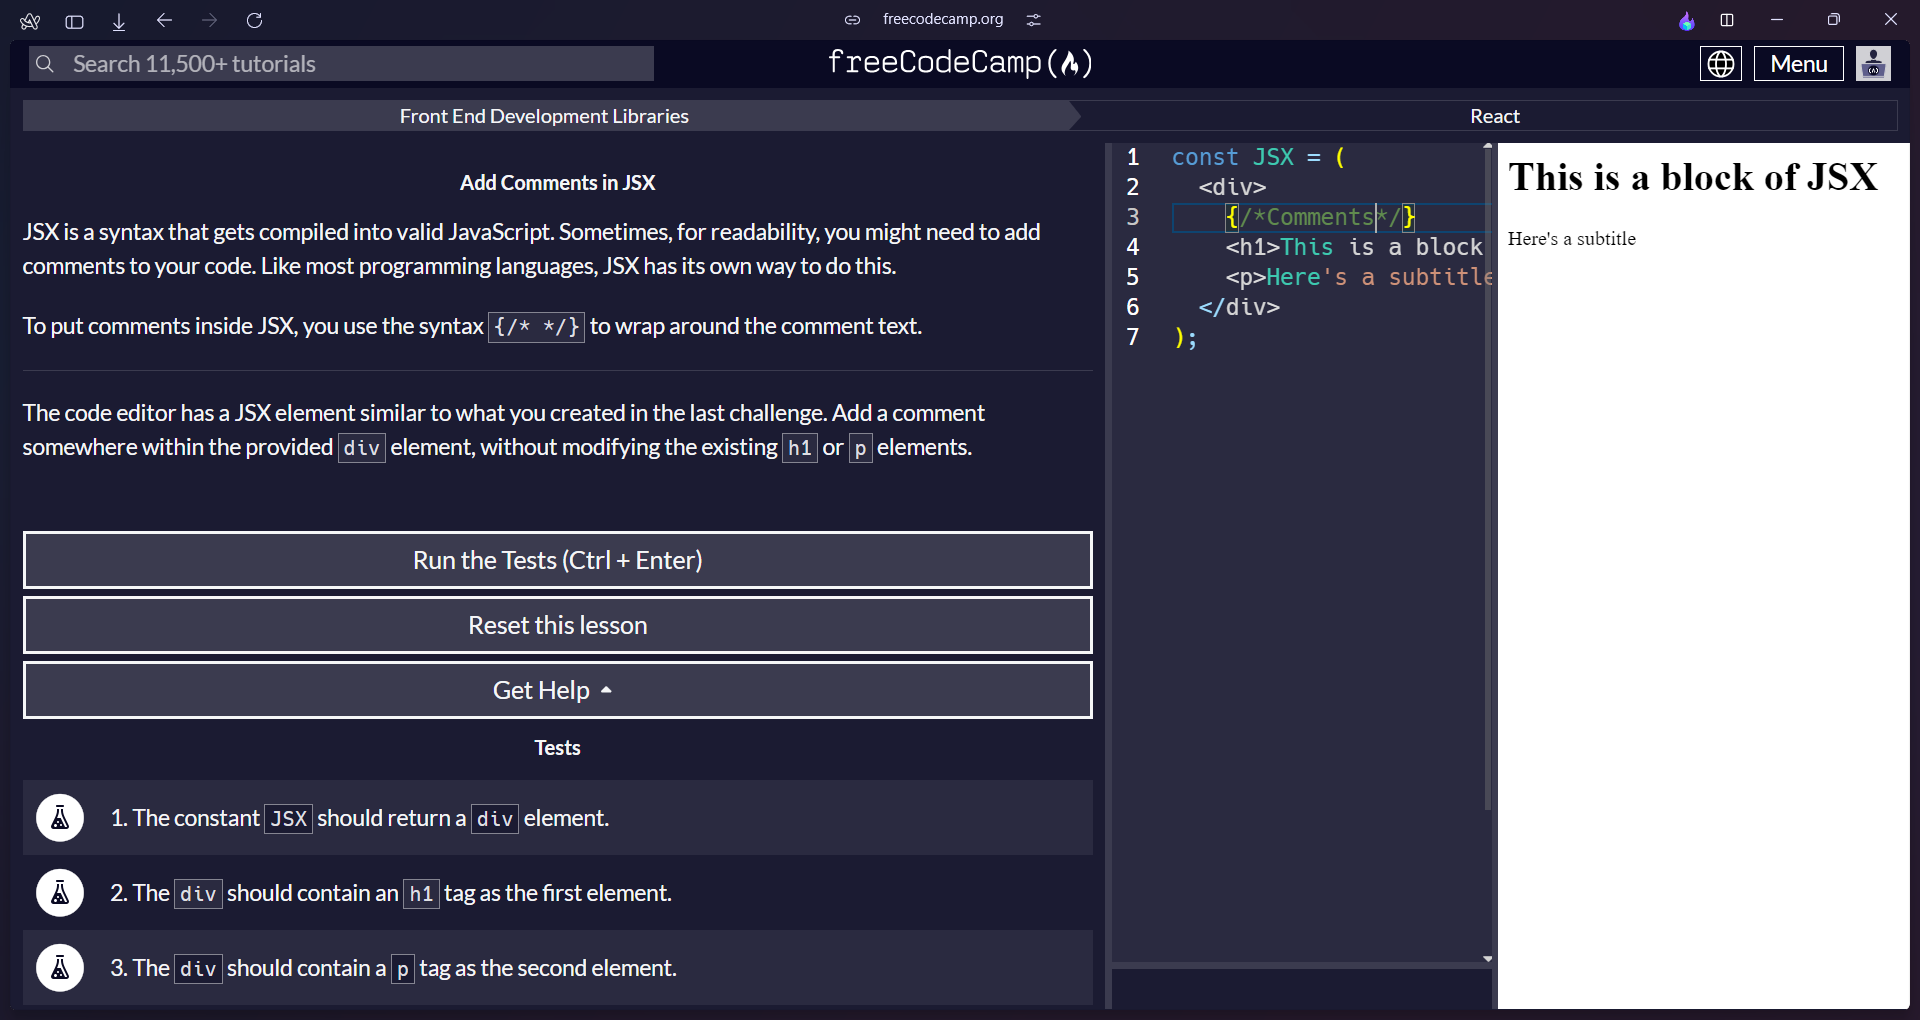 freecodecamp.org
Search 11,500+ tutorials
freeCodeCamp
Menu
Front End Development Libraries
React
Add Comments in JSX
JSX is a syntax that gets compiled into valid JavaScript. Sometimes, for readability, you might need to add
comments to your code. Like most programming languages, JSX has its own way to do this.
To put comments inside JSX, you use the syntax {/* */} to wrap around the comment text.
The code editor has a JSX element similar to what you created in the last challenge. Add a comment
somewhere within the provided div element, without modifying the existing h1 or p elements.
Run the Tests (Ctrl + Enter)
Reset this lesson
Get Help
Tests
1. The constant JSX should return a div element.
2. The div should contain an h1 tag as the first element.
3. The div should contain a p tag as the second element.
1 const JSX = (
2 <div>
3 {/*Comments*/}
4 <h1>This is a block
5 <p>Here's a subtitle
6 </div>
7 );
This is a block of JSX
Here's a subtitle